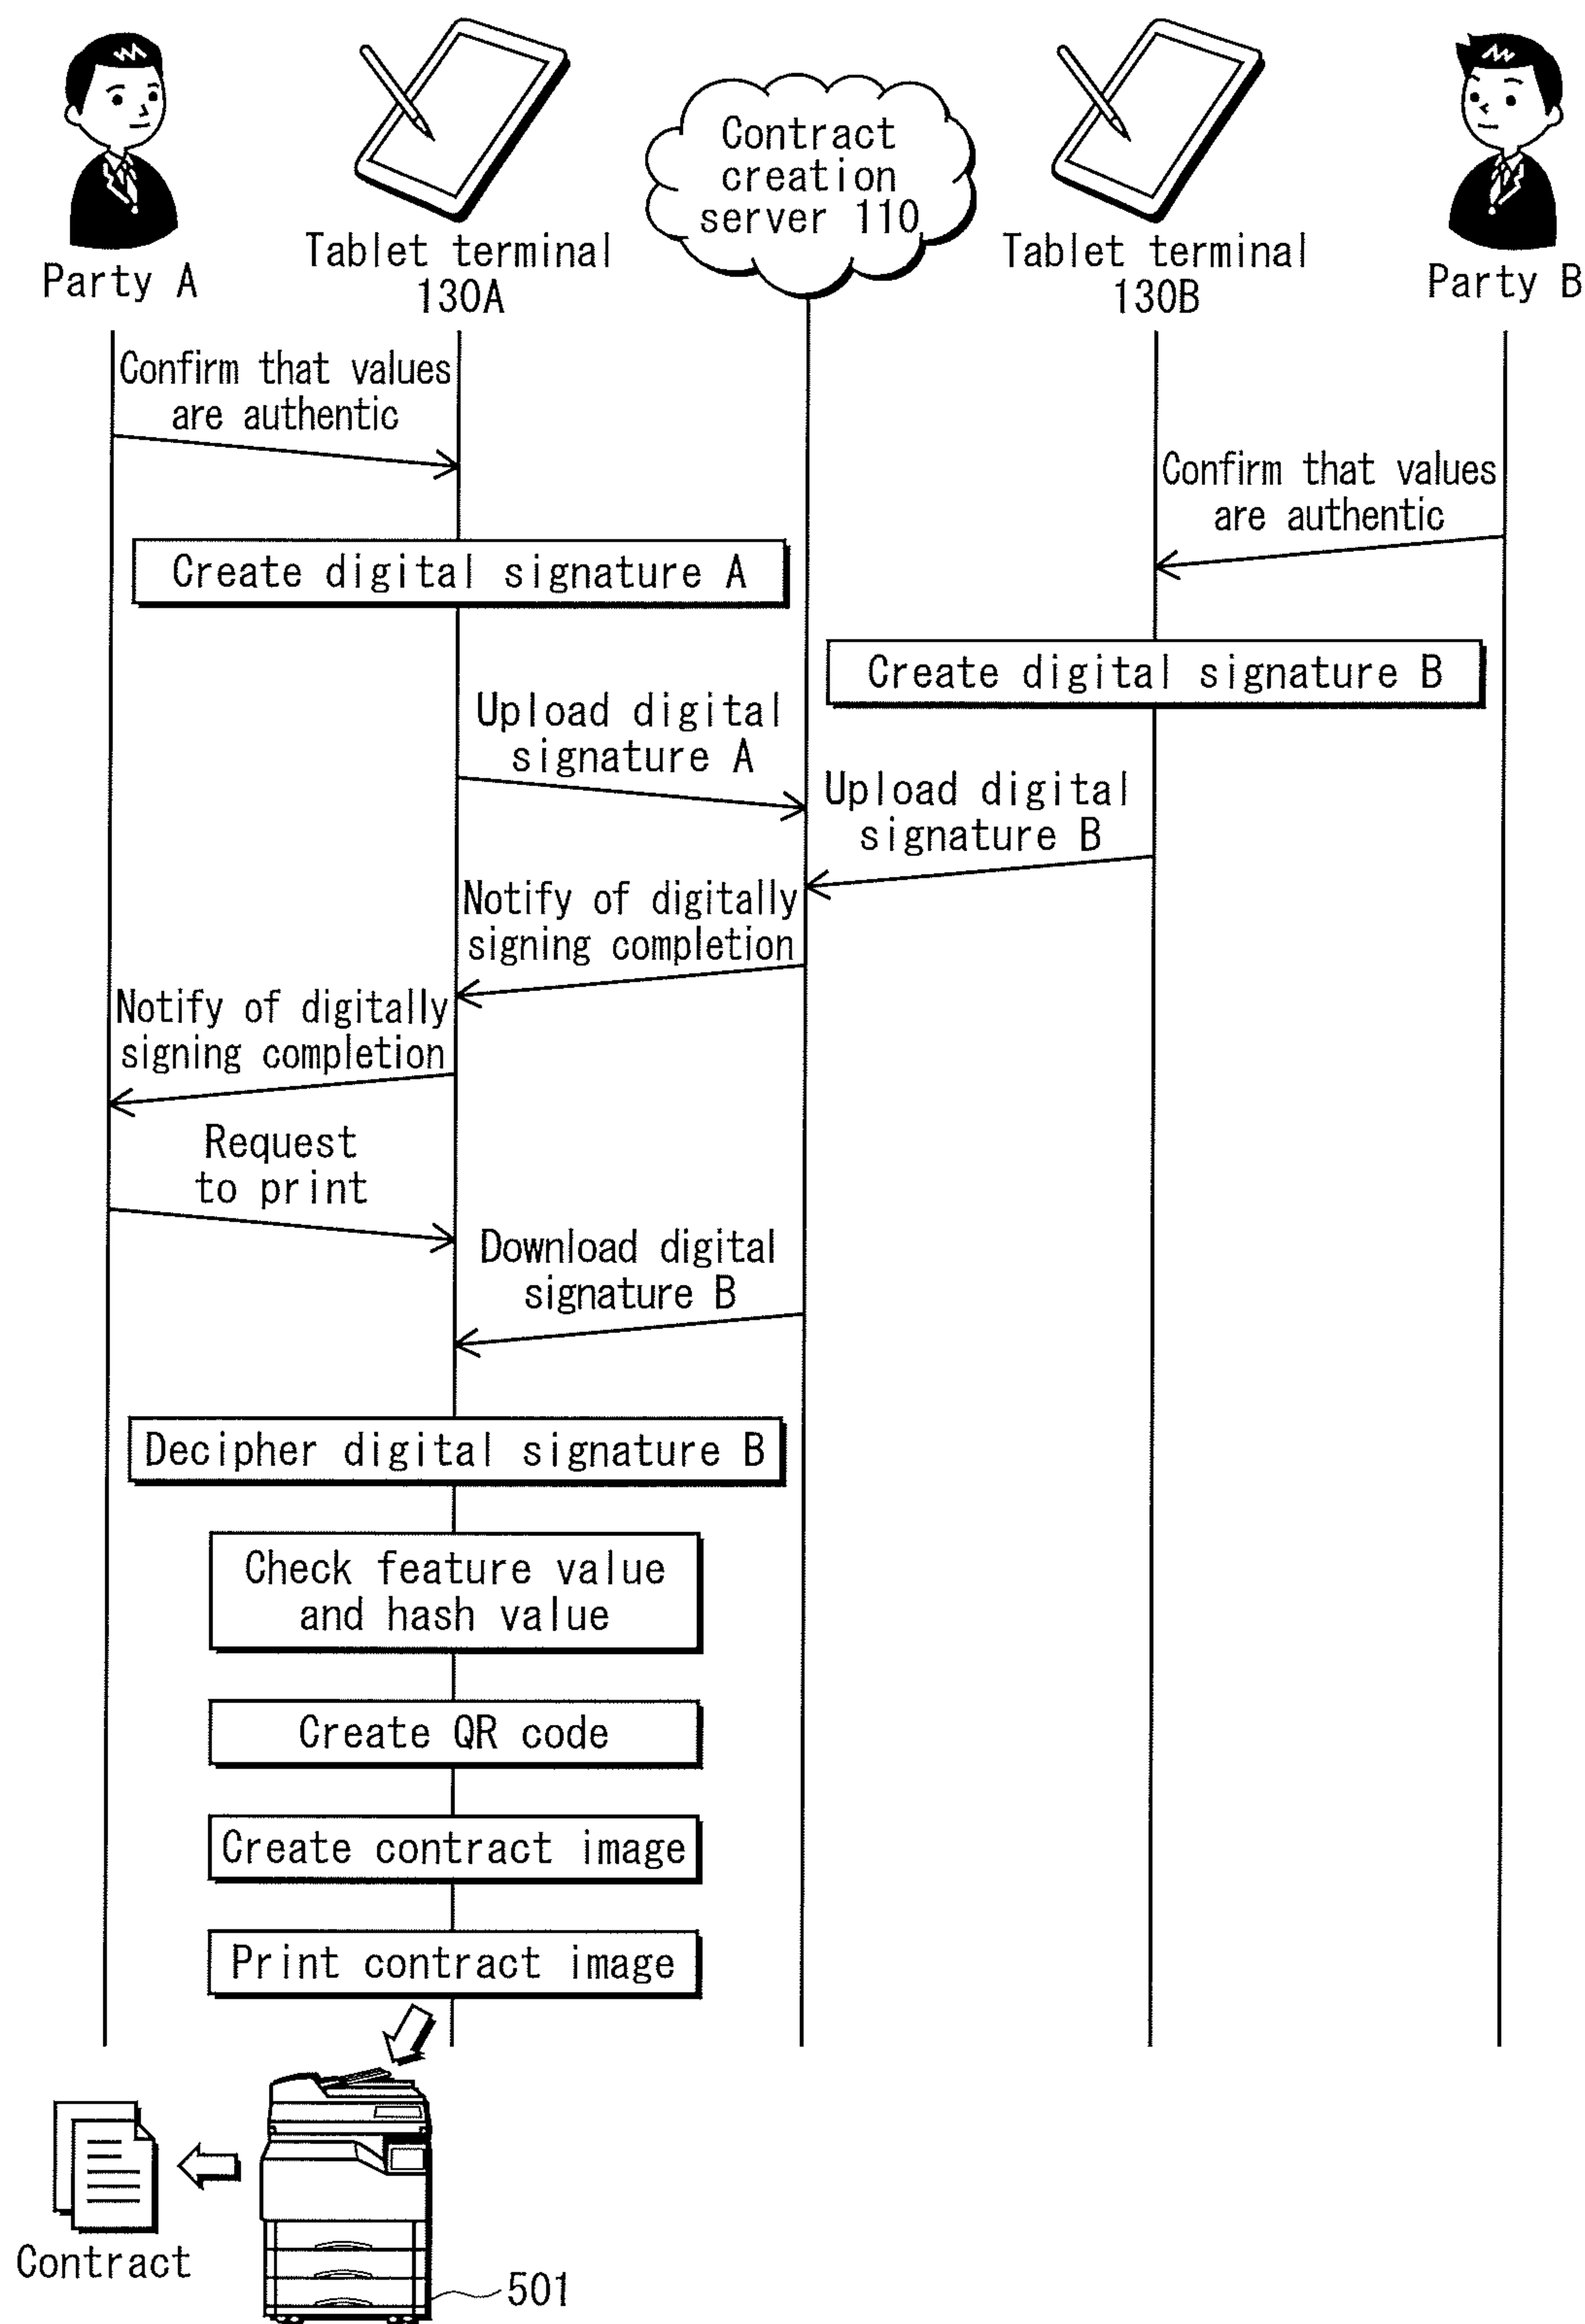 Party A
Tablet terminal
130A
Contract
creation
server 110
Tablet terminal
130B
Party B
Confirm that values
are authentic
Confirm that values
are authentic
Create digital signature A
Create digital signature B
Upload digital
signature A
Upload digital
signature B
Notify of digitally
signing completion
Notify of digitally
signing completion
Request
to print
Download digital
signature B
Decipher digital signature B
Check feature value
and hash value
Create QR code
Create contract image
Print contract image
Contract
501